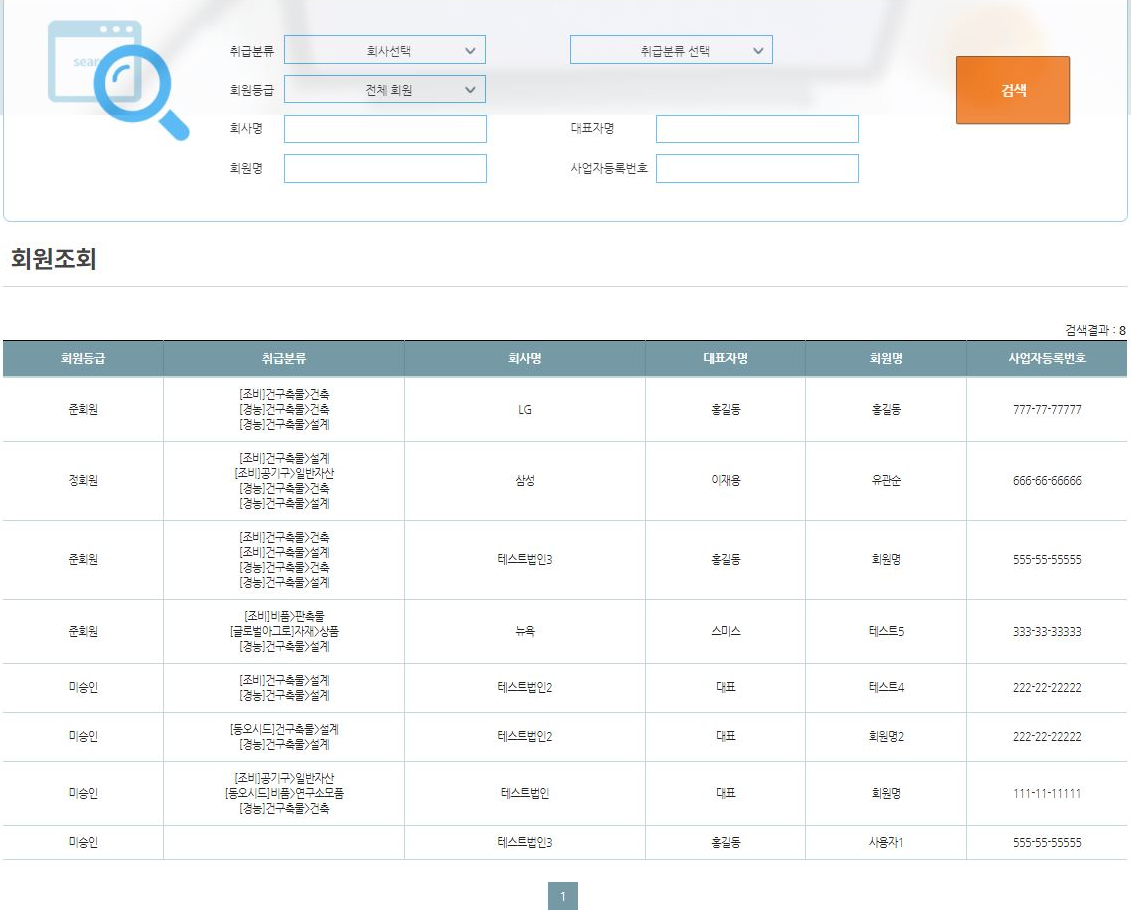 취급분류 회사선택 취급분류 선택
회원등급 전체 회원
검색
회사명 대표자명
회원명 사업자등록번호
회원조회
검색결과 : 8
회원등급 취급분류 회사명 대표자명 회원명 사업자등록번호
[조비]건구축물>건축
준회원 [경농]건구축물>건축 LG 홍길동 홍길동 777-77-77777
[경농]건구축물>설계
[조비]건구축물>설계
[조비]공기구>일반자산
정회원 삼성 이재용 유관순 666-66-66666
[경농]건구축물>건축
[경농]건구축물>설계
[조비]건구축물>건축
[조비]건구축물>설계
준회원 테스트법인3 홍길동 회원명 555-55-55555
[경농]건구축물>건축
[경농]건구축물>설계
[조비]비품>판촉물
준회원 [글로벌아그로]자재>상품 뉴욕 스미스 테스트5 333-33-33333
[경농]건구축물>설계
[조비]건구축물>설계
미승인 테스트법인2 대표 테스트4 222-22-22222
[경농]건구축물>설계
[동오시드]건구축물>설계
미승인 테스트법인2 대표 회원명2 222-22-22222
[경농]건구축물>설계
[조비]공기구>일반자산
미승인 [동오시드]비품>연구소모품 테스트법인 대표 회원명 111-11-11111
[경농]건구축물>건축
미승인 테스트법인3 홍길동 사용자1 555-55-55555
1